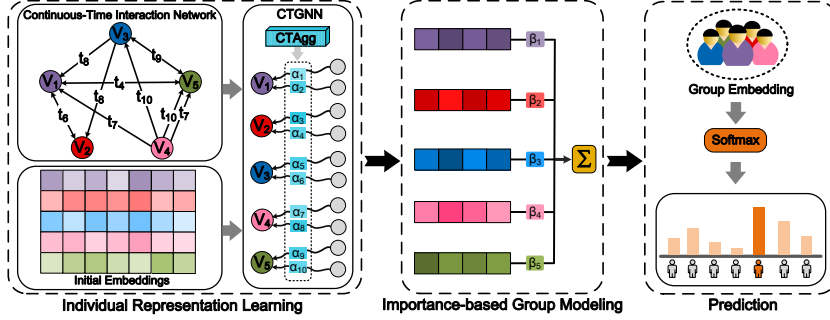 Continuous-Time Interaction Network
V3
t8
t9
V1
t4
V5
t8
t10
t10
t7
t6
t7
V2
V4
Initial Embeddings
CTGNN
CTAgg
V1
α1
α2
V2
α3
α4
V3
α5
α6
V4
α7
α8
V5
α9
α10
Individual Representation Learning
β1
β2
β3
β4
β5
Σ
Importance-based Group Modeling
Group Embedding
Softmax
Prediction